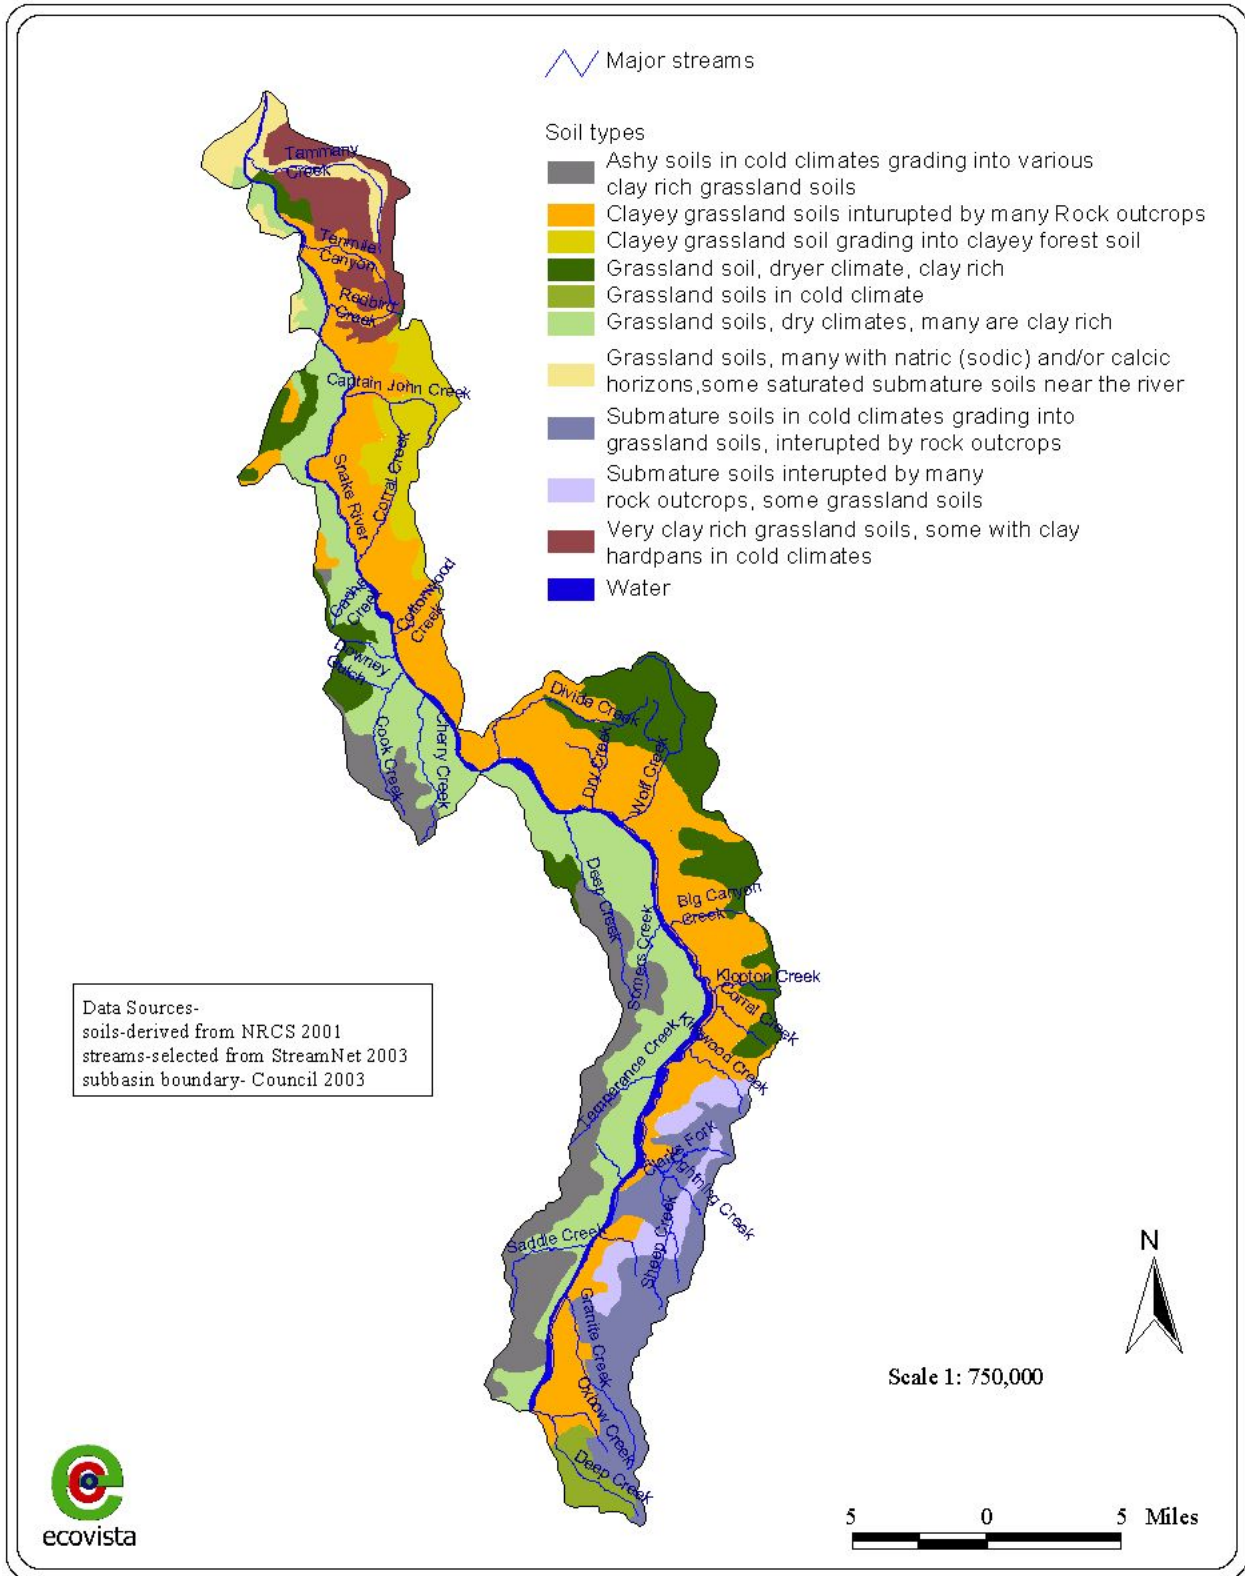 Major streams
Soil types
Ashy soils in cold climates grading into various
clay rich grassland soils
Clayey grassland soils inturupted by many Rock outcrops
Clayey grassland soil grading into clayey forest soil
Grassland soil, dryer climate, clay rich
Grassland soils in cold climate
Grassland soils, dry climates, many are clay rich
Grassland soils, many with natric (sodic) and/or calcic
horizons,some saturated submature soils near the river
Submature soils in cold climates grading into
grassland soils, interupted by rock outcrops
Submature soils interupted by many
rock outcrops, some grassland soils
Very clay rich grassland soils, some with clay
hardpans in cold climates
Water
Tammany
Creek
Tenmile
Canyon
Redbird
Creek
Captain John Creek
Corral Creek
Snake River
Cache
Creek
Cottonwood
Creek
Downey
Gulch
Cook Creek
Cherry Creek
Divide Creek
Dry Creek
Wolf Creek
Deep Creek
Somers Creek
Big Canyon
Creek
Klopton Creek
Corral Creek
Kirkwood Creek
Temperance Creek
Clarks Fork
Lightning Creek
Sheep Creek
Saddle Creek
Granite Creek
Oxbow Creek
Deep Creek
Data Sources-
soils-derived from NRCS 2001
streams-selected from StreamNet 2003
subbasin boundary- Council 2003
N
Scale 1: 750,000
5 0 5 Miles
ecovista